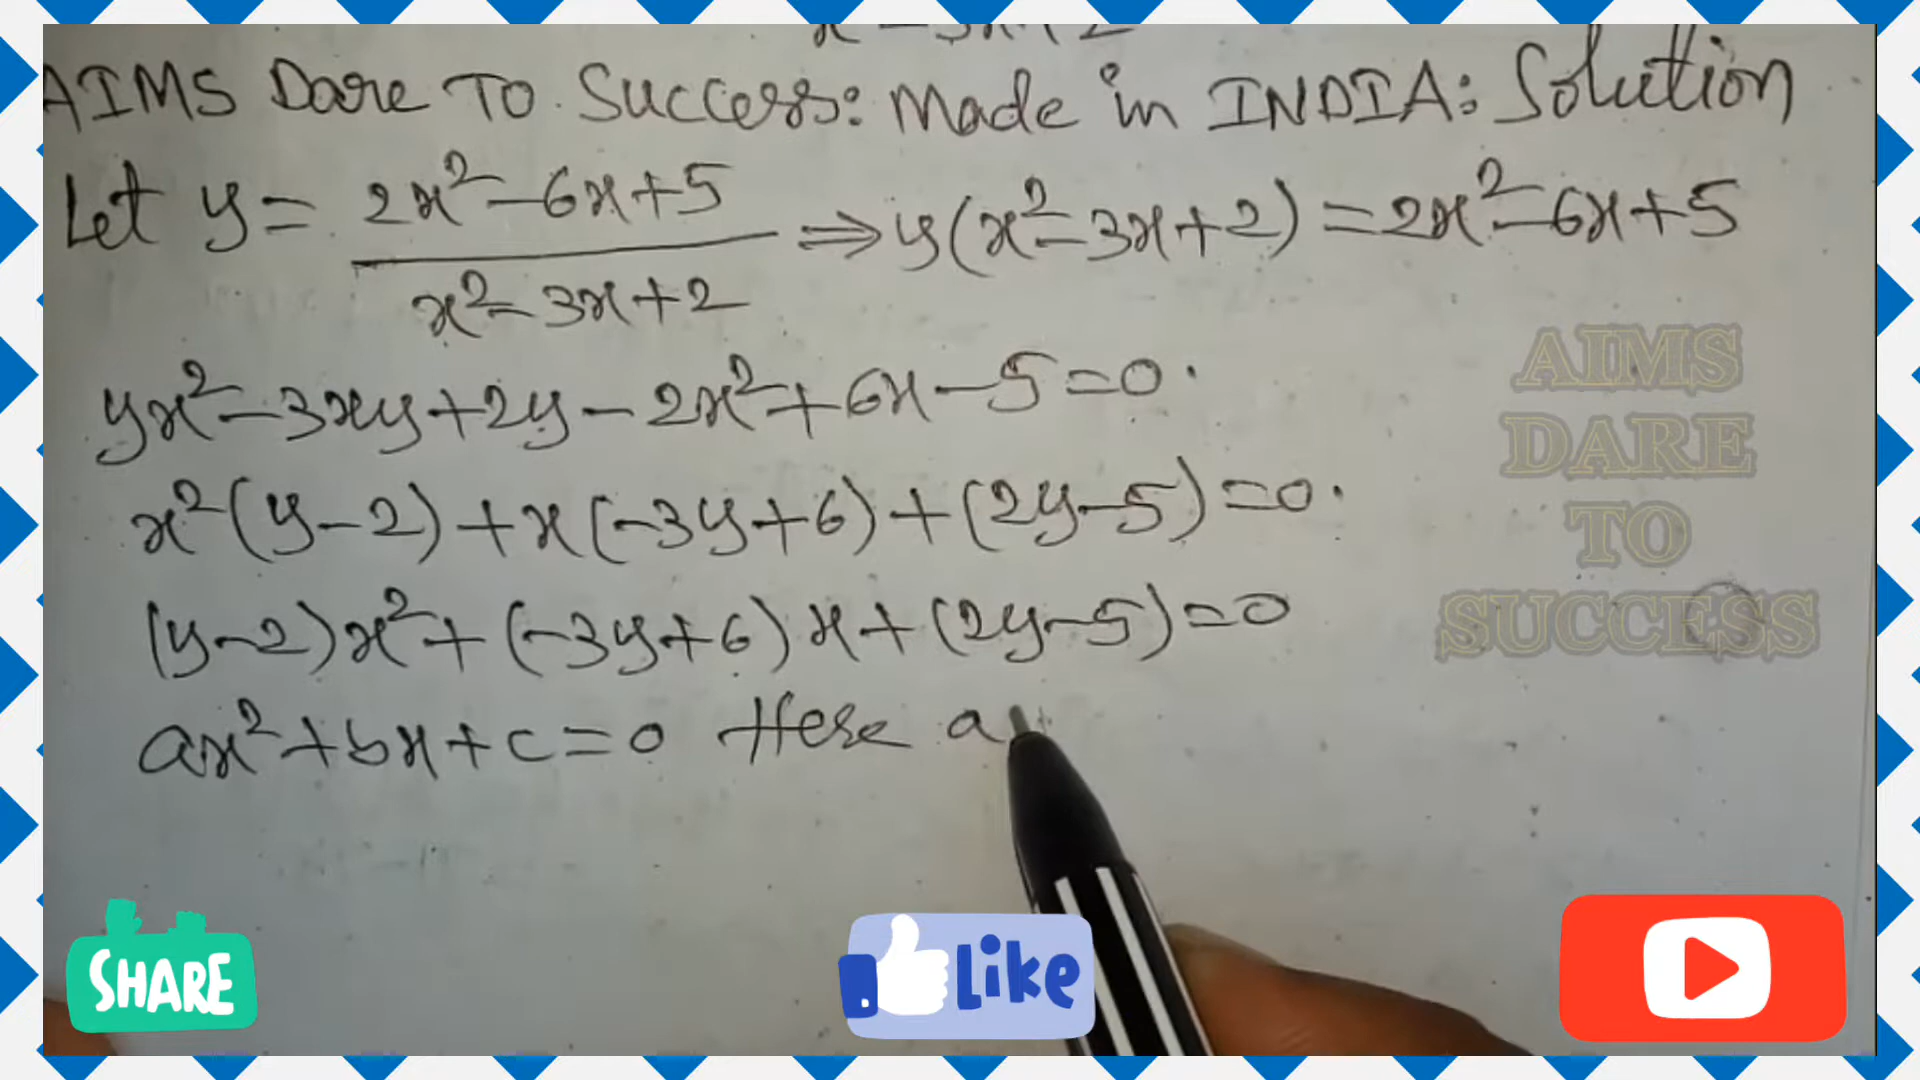 AIMS Dare To Success: Made in INDIA: Solution
Let y = 2x²-6x+5 / x²-3x+2 ⇒ y(x²-3x+2) = 2x²-6x+5
yx²-3xy+2y-2x²+6x-5=0.
x²(y-2)+x(-3y+6)+(2y-5)=0.
(y-2)x²+(-3y+6)x+(2y-5)=0
ax²+bx+c=0 Here a
AIMS
DARE
TO
SUCCESS
SHARE
Like